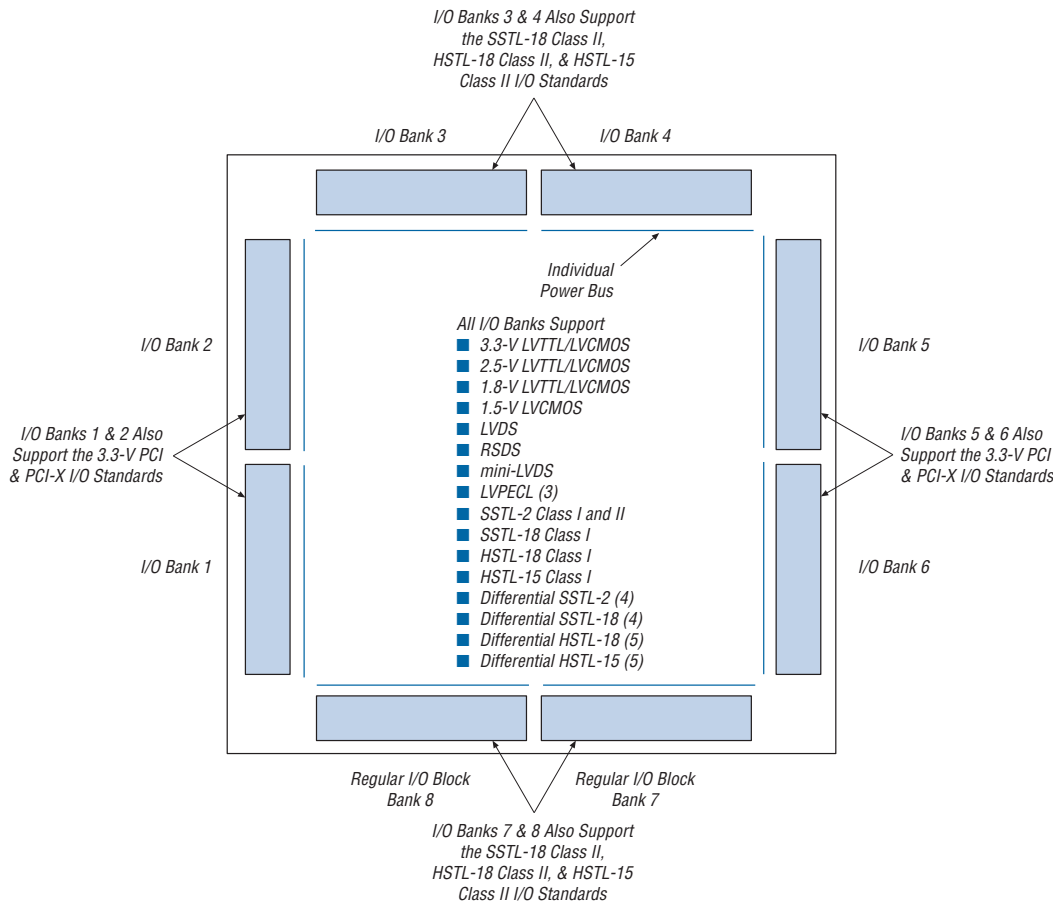 I/O Banks 3 & 4 Also Support
the SSTL-18 Class II,
HSTL-18 Class II, & HSTL-15
Class II I/O Standards
I/O Bank 3
I/O Bank 4
Individual
Power Bus
All I/O Banks Support
■ 3.3-V LVTTL/LVCMOS
■ 2.5-V LVTTL/LVCMOS
■ 1.8-V LVTTL/LVCMOS
■ 1.5-V LVCMOS
■ LVDS
■ RSDS
■ mini-LVDS
■ LVPECL (3)
■ SSTL-2 Class I and II
■ SSTL-18 Class I
■ HSTL-18 Class I
■ HSTL-15 Class I
■ Differential SSTL-2 (4)
■ Differential SSTL-18 (4)
■ Differential HSTL-18 (5)
■ Differential HSTL-15 (5)
I/O Bank 2
I/O Banks 1 & 2 Also
Support the 3.3-V PCI
& PCI-X I/O Standards
I/O Bank 1
I/O Bank 5
I/O Banks 5 & 6 Also
Support the 3.3-V PCI
& PCI-X I/O Standards
I/O Bank 6
Regular I/O Block
Bank 8
Regular I/O Block
Bank 7
I/O Banks 7 & 8 Also Support
the SSTL-18 Class II,
HSTL-18 Class II, & HSTL-15
Class II I/O Standards